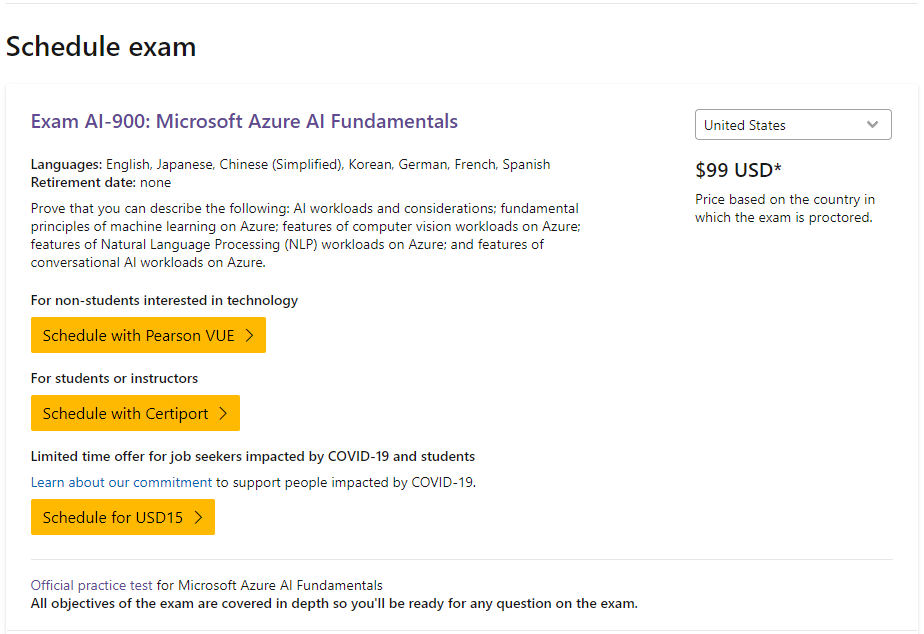 Schedule exam
Exam AI-900: Microsoft Azure AI Fundamentals
United States
Languages: English, Japanese, Chinese (Simplified), Korean, German, French, Spanish
Retirement date: none
$99 USD*
Price based on the country in
which the exam is proctored.
Prove that you can describe the following: AI workloads and considerations; fundamental
principles of machine learning on Azure; features of computer vision workloads on Azure;
features of Natural Language Processing (NLP) workloads on Azure; and features of
conversational AI workloads on Azure.
For non-students interested in technology
Schedule with Pearson VUE
For students or instructors
Schedule with Certiport
Limited time offer for job seekers impacted by COVID-19 and students
Learn about our commitment to support people impacted by COVID-19.
Schedule for USD15
Official practice test for Microsoft Azure AI Fundamentals
All objectives of the exam are covered in depth so you'll be ready for any question on the exam.